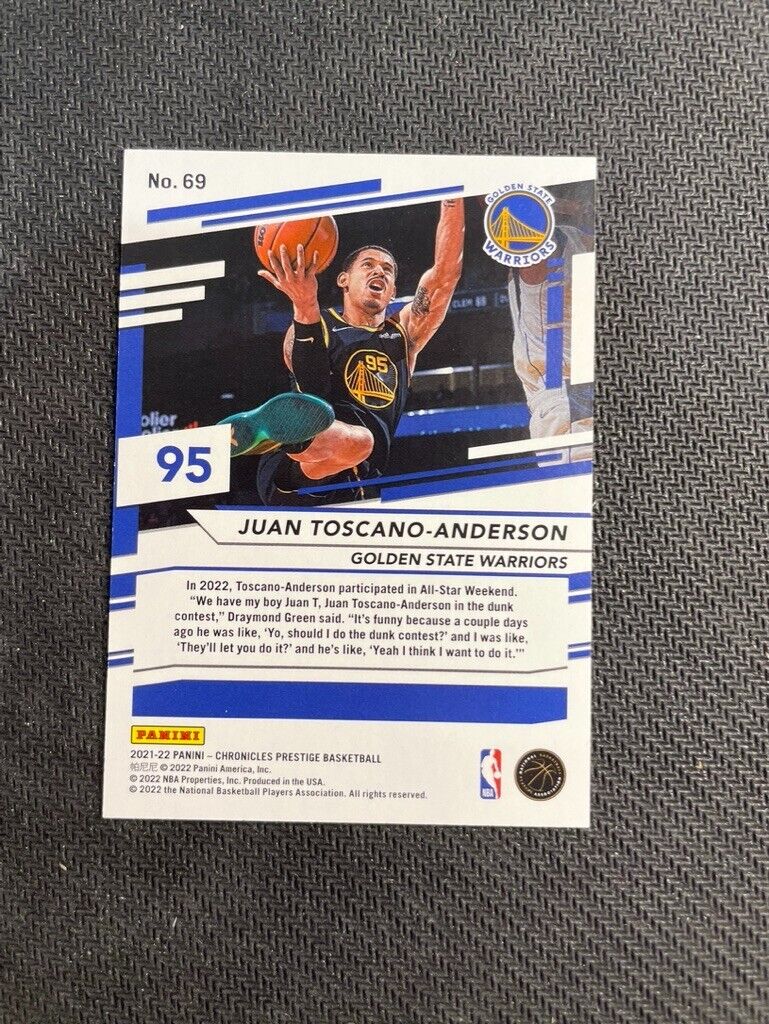 No. 69
GOLDEN STATE
WARRIORS
95
95
JUAN TOSCANO-ANDERSON
GOLDEN STATE WARRIORS
In 2022, Toscano-Anderson participated in All-Star Weekend.
“We have my boy Juan T, Juan Toscano-Anderson in the dunk
contest,” Draymond Green said. “It’s funny because a couple days
ago he was like, ‘Yo, should I do the dunk contest?’ and I was like,
‘They’ll let you do it?’ and he’s like, ‘Yeah I think I want to do it.’”
PANINI
2021-22 PANINI – CHRONICLES PRESTIGE BASKETBALL
帕尼尼 © 2022 Panini America, Inc.
© 2022 NBA Properties, Inc. Produced in the USA.
© 2022 the National Basketball Players Association. All rights reserved.
NBA